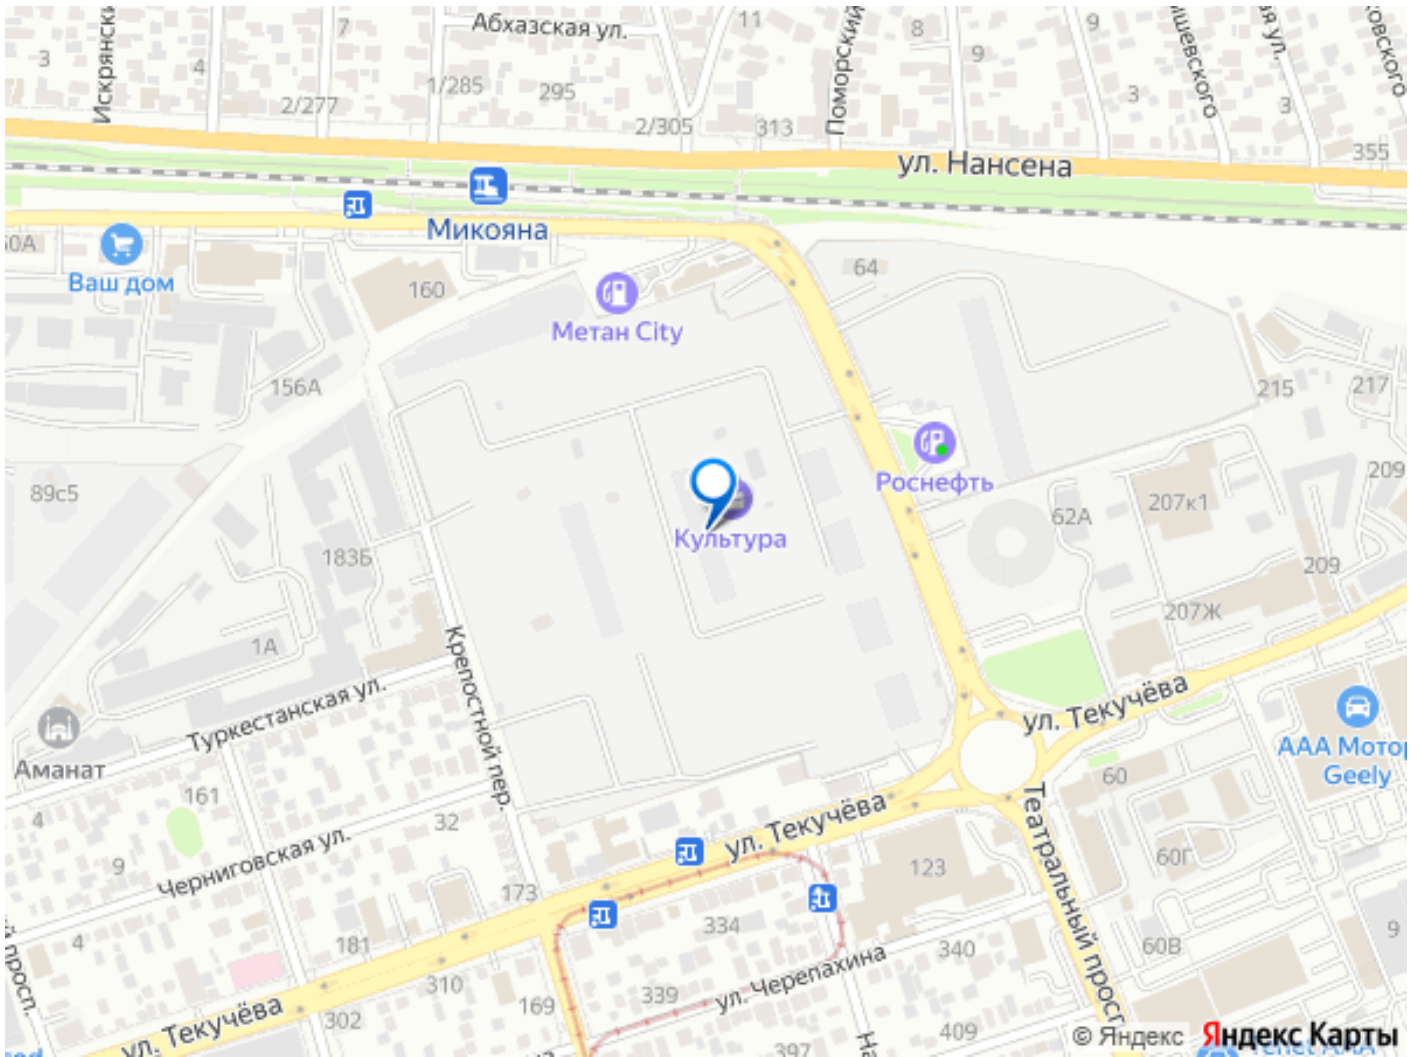 Абхазская ул.
11
8
9
7
3
4
9
Искрянски
1/285
295
Поморский
3
3
2/277
2/305
313
ул. Нансена
355
Микояна
Ваш дом
160
64
Метан City
156А
215
217
Роснефть
209
89с5
62А
207к1
Культура
183Б
209
207Ж
1А
Крепостной пер.
Туркестанская ул.
ул. Текучёва
ААА Мотор
Geely
Аманат
161
60
4
32
ул. Текучёва
Театральный просп
Черниговская ул.
9
123
60Г
173
334
4
181
340
60В
9
310
339
ул. Черепахина
169
302
ул. Текучёва
409
397
просп.
© Яндекс
Яндекс Карты